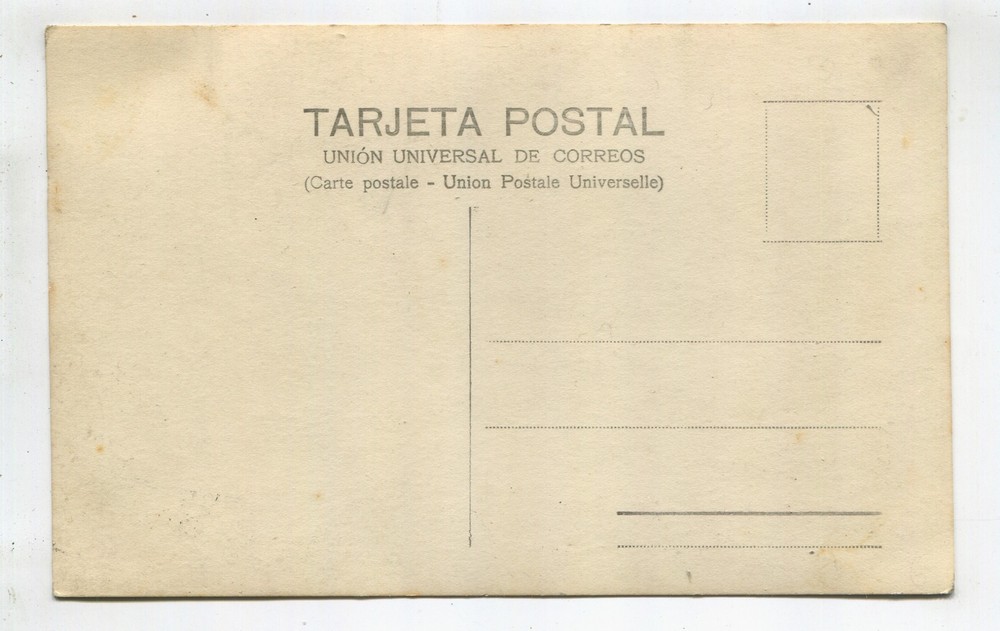 TARJETA POSTAL
UNIÓN UNIVERSAL DE CORREOS
(Carte postale - Union Postale Universelle)